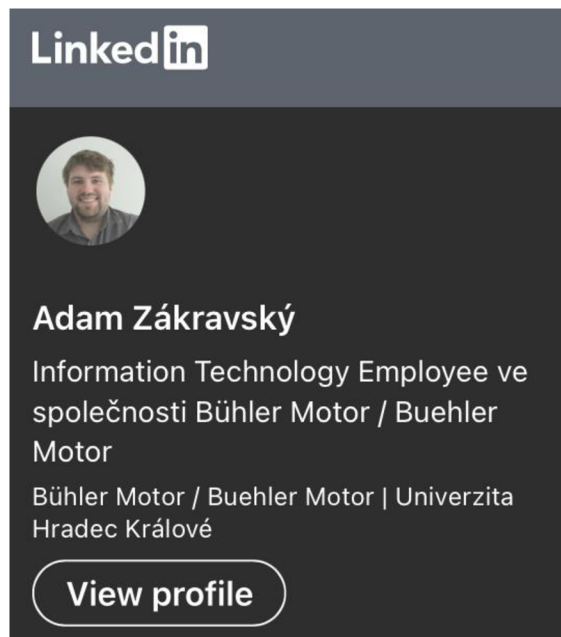 LinkedIn
Adam Zákravský
Information Technology Employee ve
společnosti Bühler Motor / Buehler
Motor
Bühler Motor / Buehler Motor | Univerzita
Hradec Králové
View profile